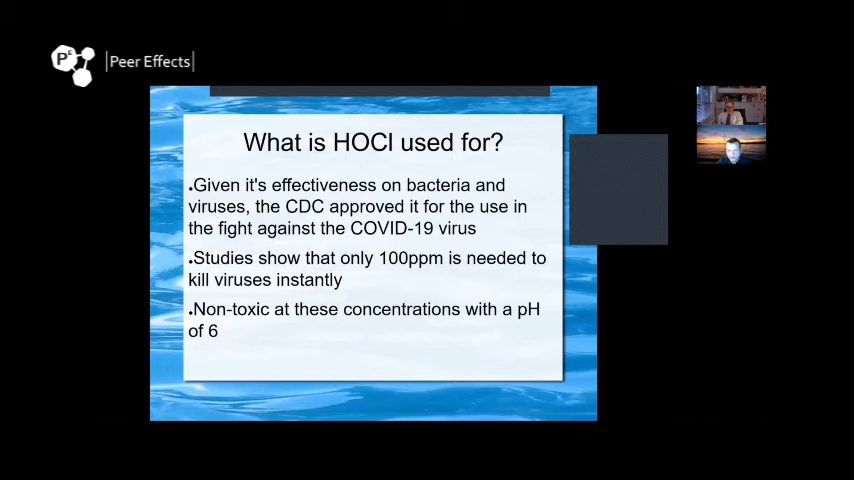 PE
|Peer Effects|
What is HOCl used for?
•Given it's effectiveness on bacteria and
viruses, the CDC approved it for the use in
the fight against the COVID-19 virus
•Studies show that only 100ppm is needed to
kill viruses instantly
•Non-toxic at these concentrations with a pH
of 6